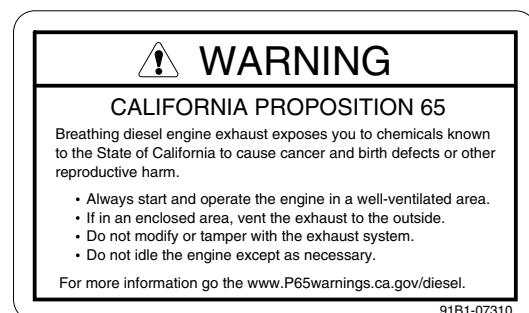 WARNING
CALIFORNIA PROPOSITION 65
Breathing diesel engine exhaust exposes you to chemicals known
to the State of California to cause cancer and birth defects or other
reproductive harm.
• Always start and operate the engine in a well-ventilated area.
• If in an enclosed area, vent the exhaust to the outside.
• Do not modify or tamper with the exhaust system.
• Do not idle the engine except as necessary.
For more information go the www.P65warnings.ca.gov/diesel.
91B1-07310